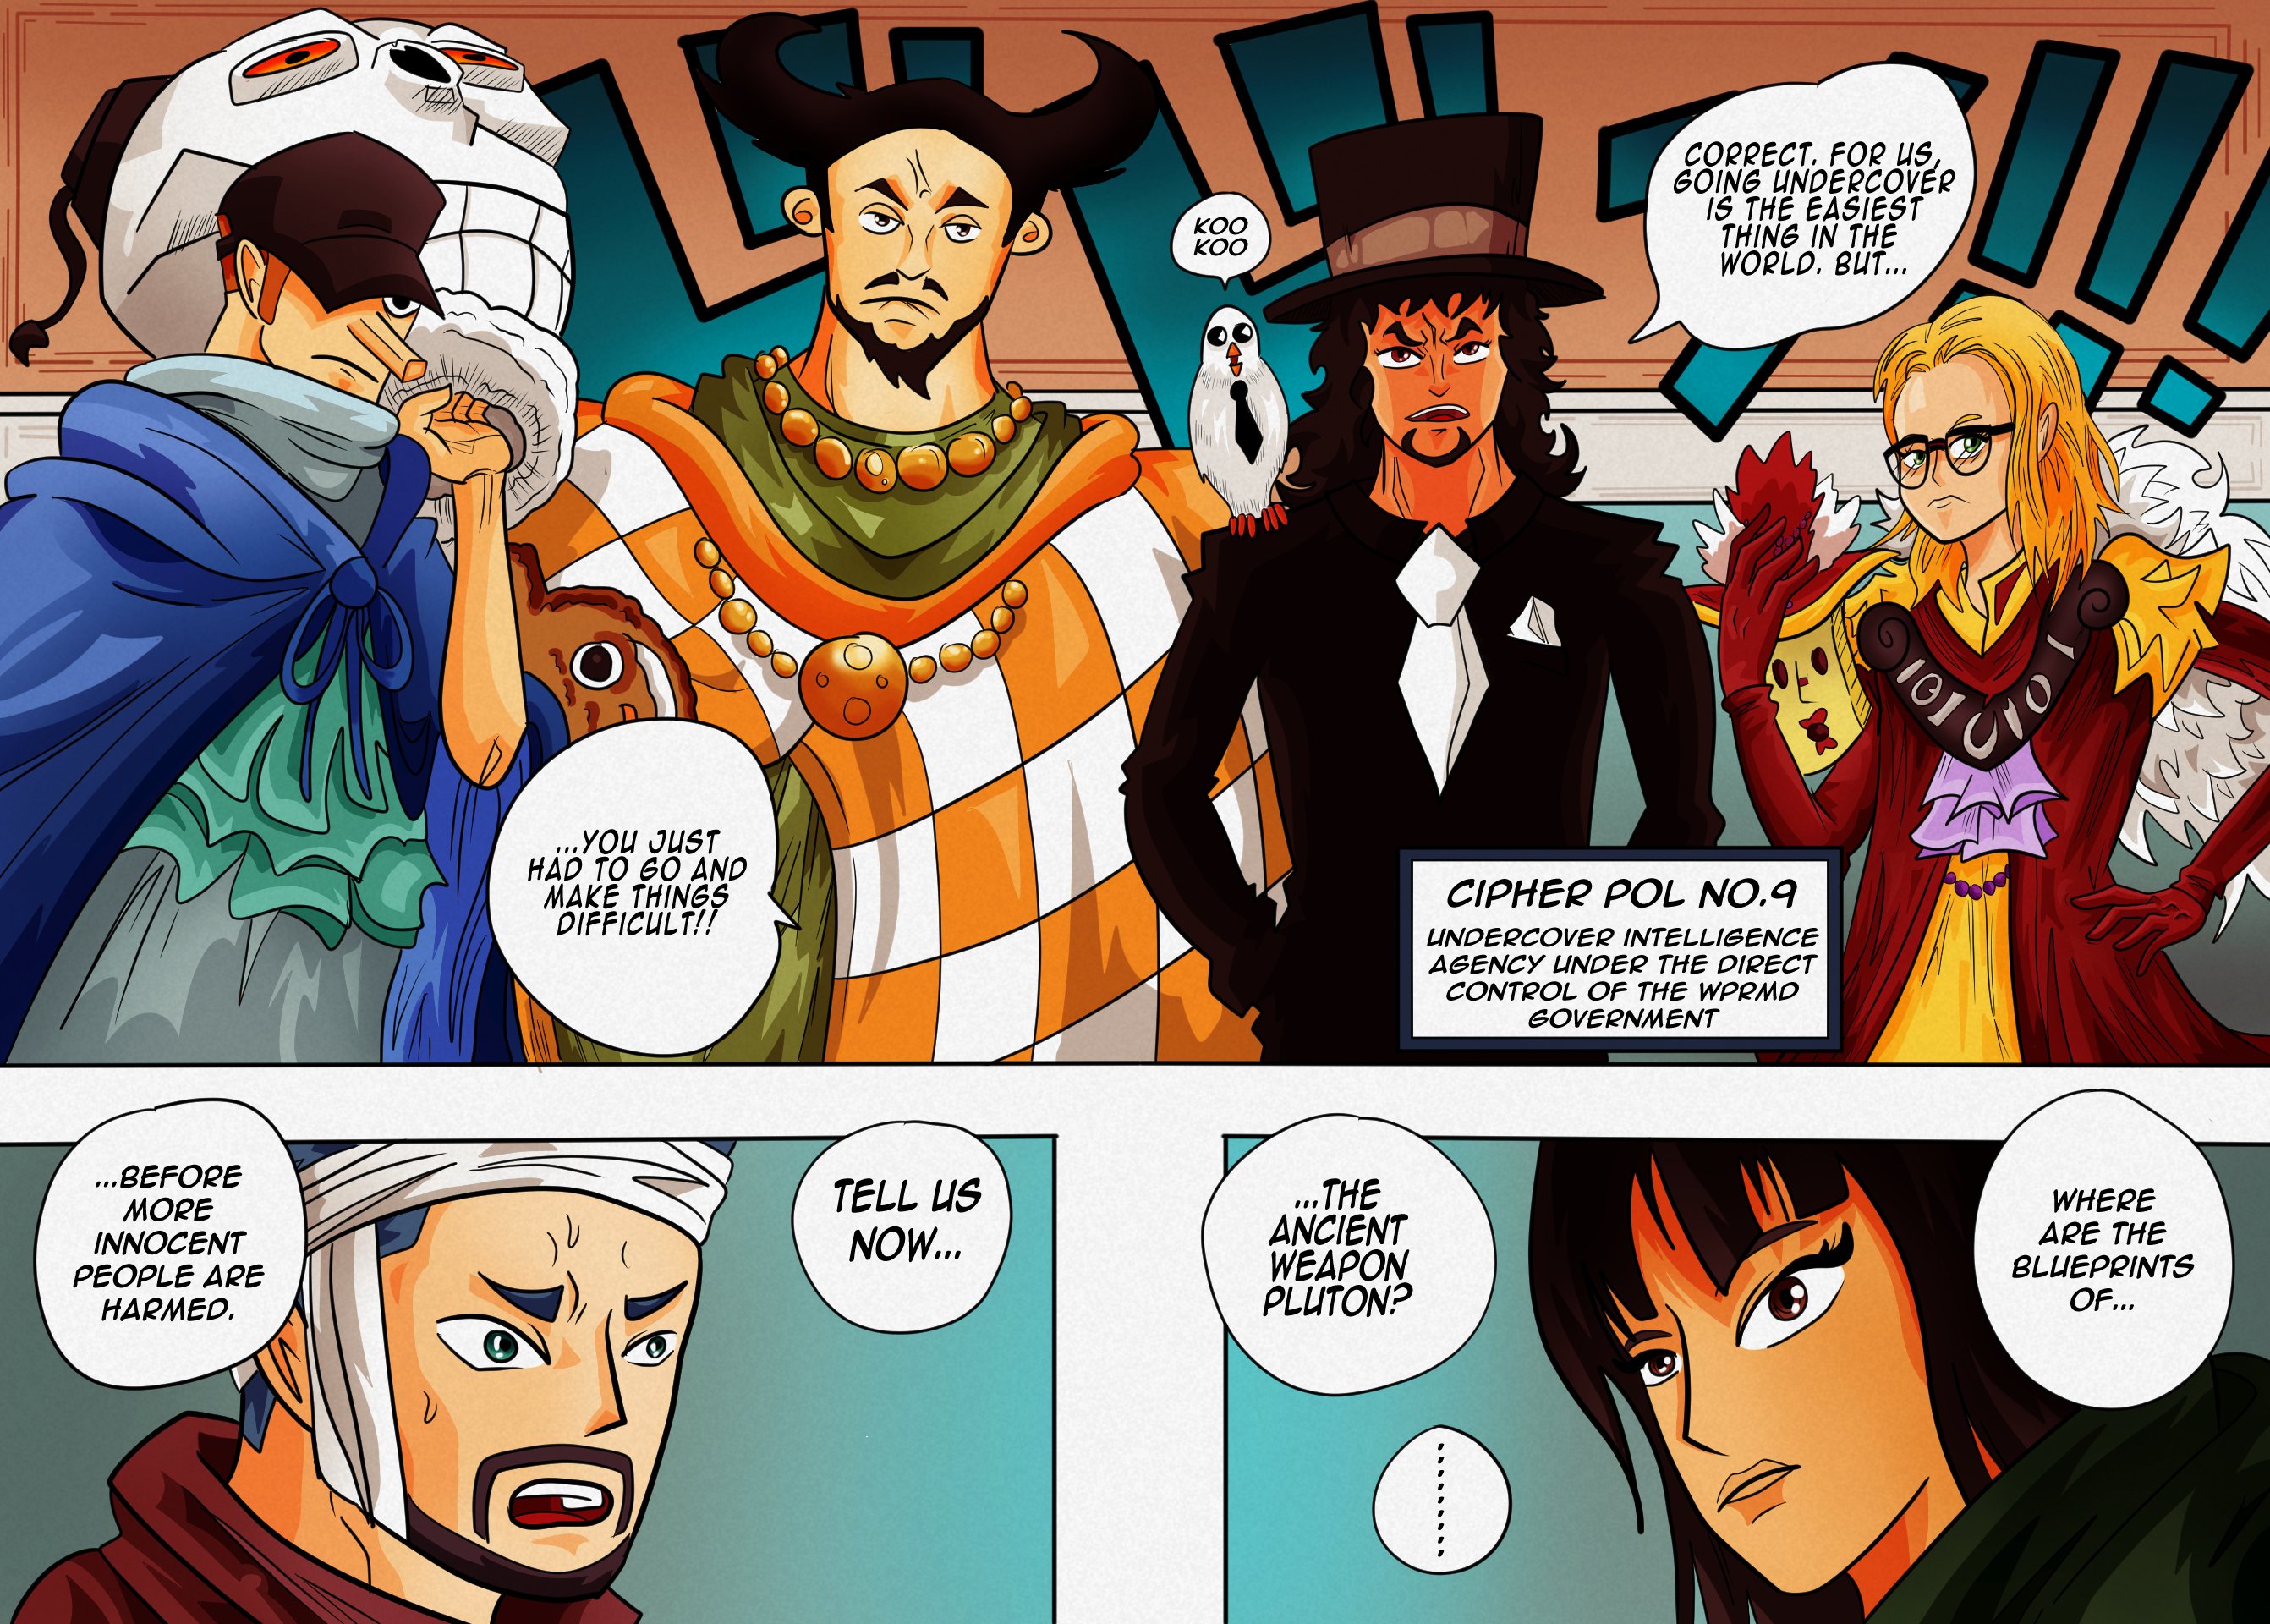 CORRECT. FOR US,
GOING UNDERCOVER
IS THE EASIEST
THING IN THE
WORLD. BUT...
KOO
KOO
...YOU JUST
HAD TO GO AND
MAKE THINGS
DIFFICULT!!
CIPHER POL NO.9
UNDERCOVER INTELLIGENCE
AGENCY UNDER THE DIRECT
CONTROL OF THE WPRMD
GOVERNMENT
WHERE
ARE THE
BLUEPRINTS
OF...
...THE
ANCIENT
WEAPON
PLUTON?
........
TELL US
NOW...
...BEFORE
MORE
INNOCENT
PEOPLE ARE
HARMED.